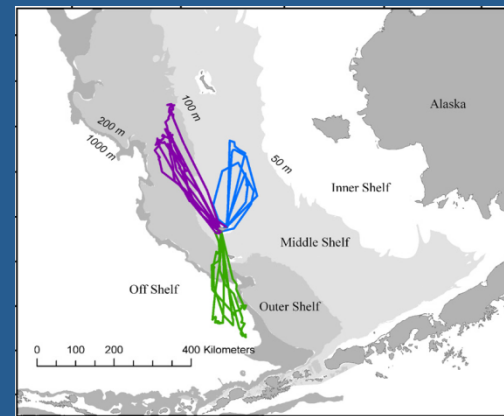 100 m
200 m
1000 m
50 m
Alaska
Inner Shelf
Middle Shelf
Off Shelf
Outer Shelf
0 100 200 400 Kilometers